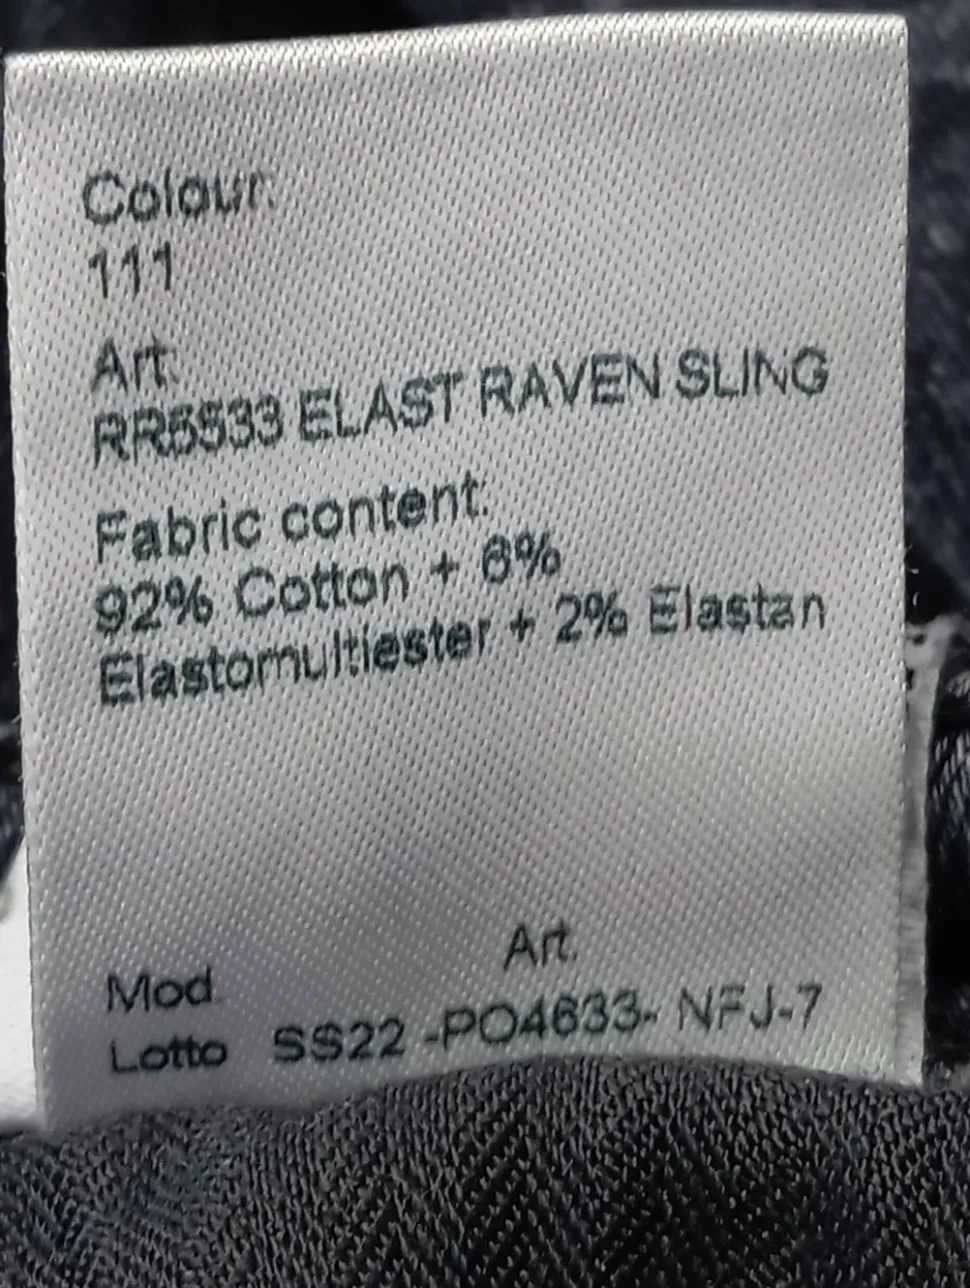 Colour:
111
Art:
RR5533 ELAST RAVEN SLING
Fabric content:
92% Cotton + 6%
Elastomultiester + 2% Elastan
Art.
Mod.
Lotto SS22 -PO4633- NFJ-7